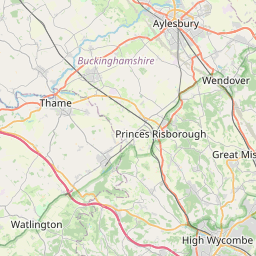 Aylesbury
Buckinghamshire
Wendover
Thame
Princes Risborough
Great Mis
Watlington
High Wycombe